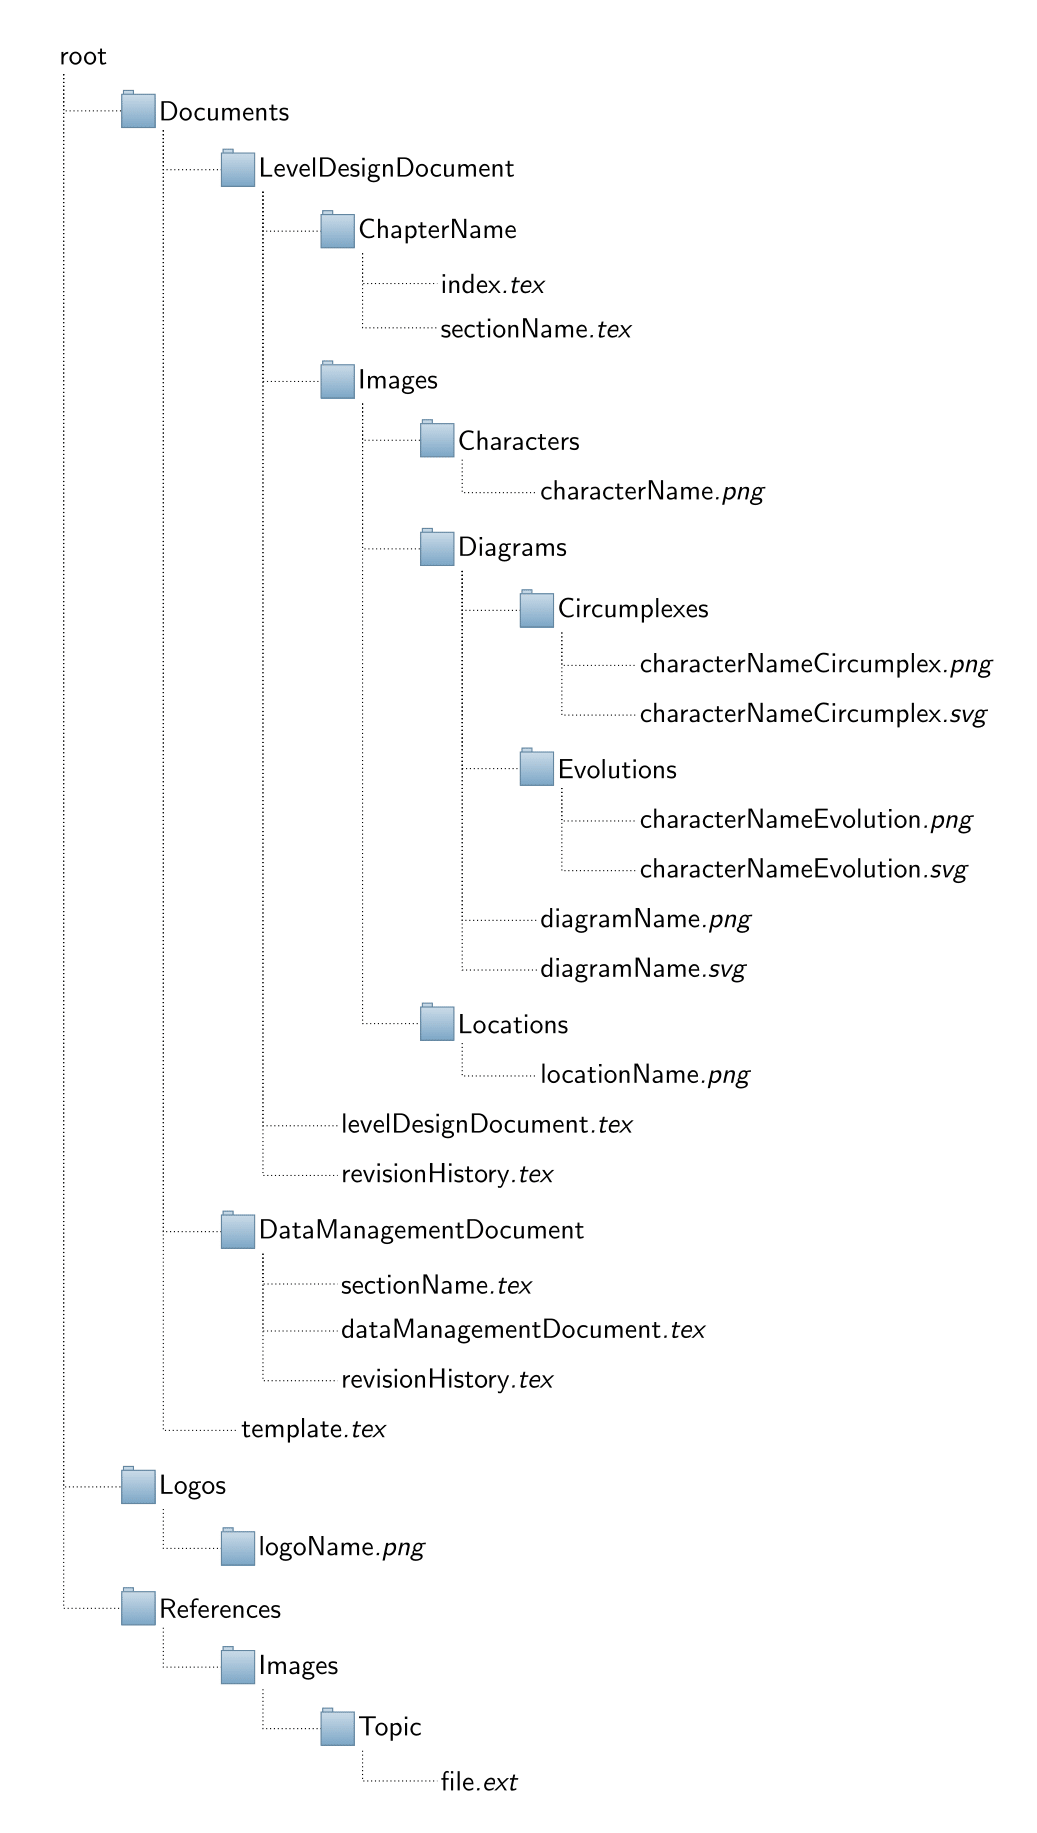 root
Documents
LevelDesignDocument
ChapterName
index.tex
sectionName.tex
Images
Characters
characterName.png
Diagrams
Circumplexes
characterNameCircumplex.png
characterNameCircumplex.svg
Evolutions
characterNameEvolution.png
characterNameEvolution.svg
diagramName.png
diagramName.svg
Locations
locationName.png
levelDesignDocument.tex
revisionHistory.tex
DataManagementDocument
sectionName.tex
dataManagementDocument.tex
revisionHistory.tex
template.tex
Logos
logoName.png
References
Images
Topic
file.ext